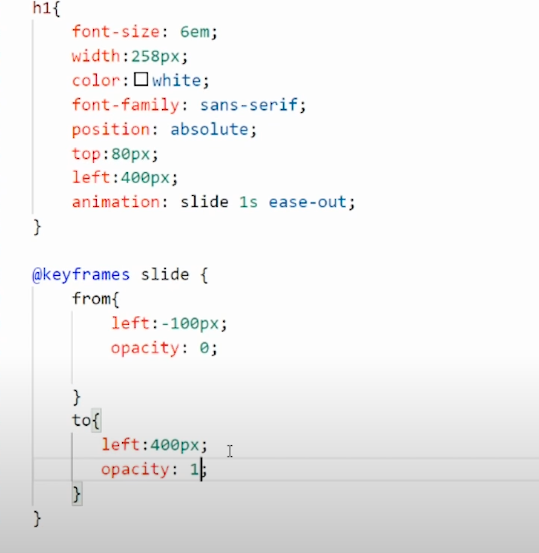 h1{
font-size: 6em;
width:258px;
color:white;
font-family: sans-serif;
position: absolute;
top:80px;
left:400px;
animation: slide 1s ease-out;
}
@keyframes slide {
from{
left:-100px;
opacity: 0;
}
to{
left:400px;
opacity: 1;
}
}